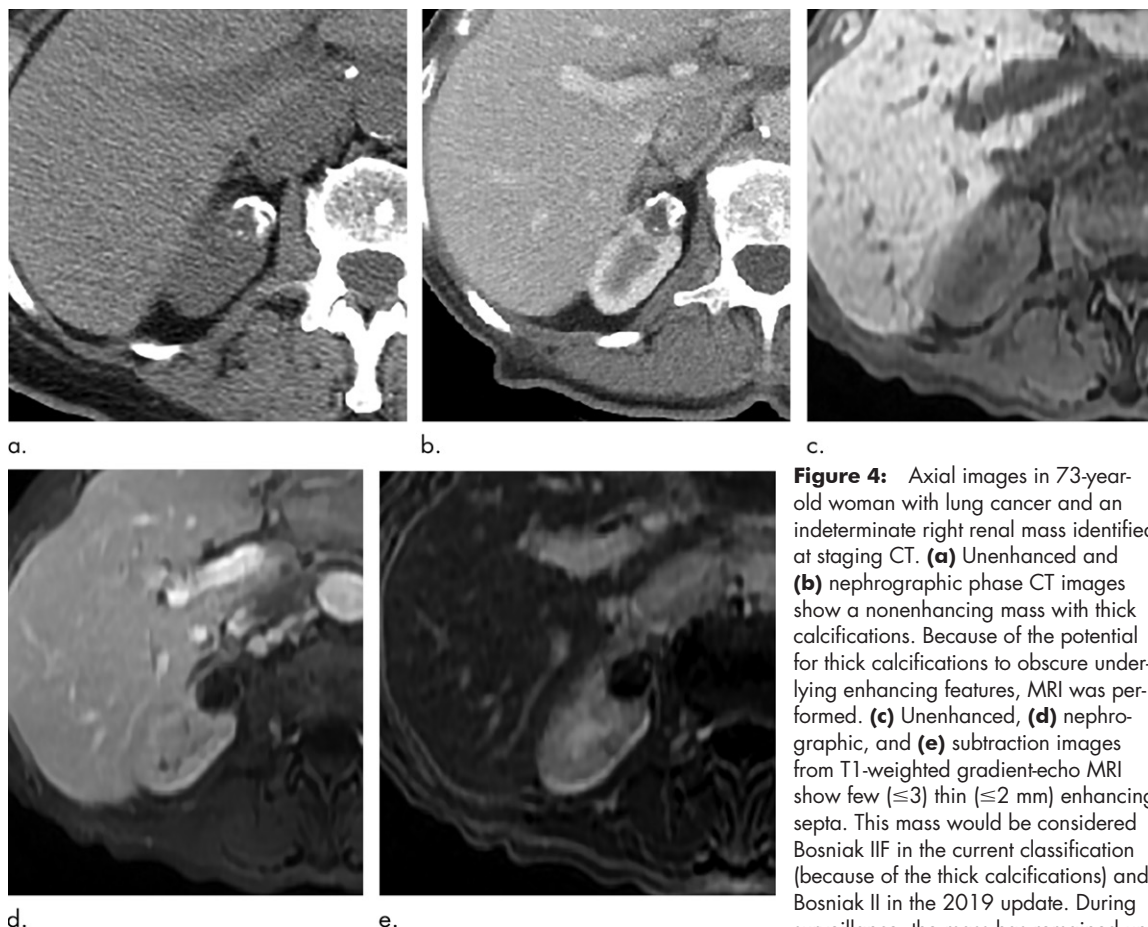 a.
b.
c.
d.
e.
Figure 4: Axial images in 73-year-
old woman with lung cancer and an
indeterminate right renal mass identified
at staging CT. (a) Unenhanced and
(b) nephrographic phase CT images
show a nonenhancing mass with thick
calcifications. Because of the potential
for thick calcifications to obscure under-
lying enhancing features, MRI was per-
formed. (c) Unenhanced, (d) nephro-
graphic, and (e) subtraction images
from T1-weighted gradient-echo MRI
show few (≤3) thin (≤2 mm) enhancing
septa. This mass would be considered
Bosniak IIF in the current classification
(because of the thick calcifications) and
Bosniak II in the 2019 update. During